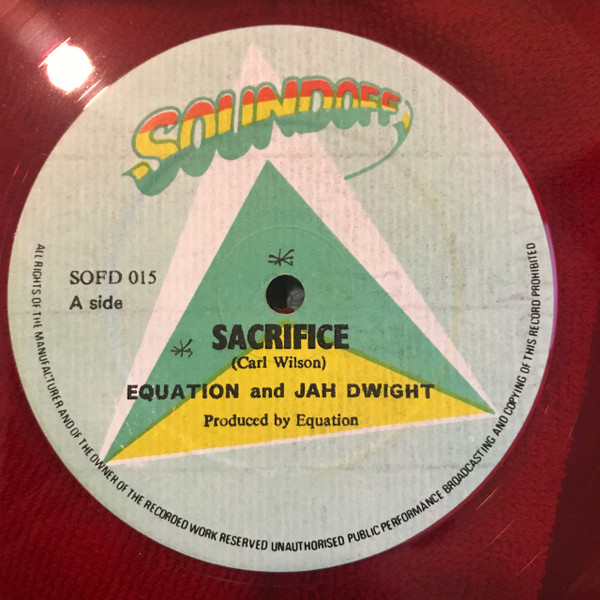 SOUNDOFF
SOFD 015
A side
SACRIFICE
(Carl Wilson)
EQUATION and JAH DWIGHT
Produced by Equation
ALL RIGHTS OF THE MANUFACTURER AND OF THE OWNER OF THE RECORDED WORK RESERVED UNAUTHORISED PUBLIC PERFORMANCE BROADCASTING AND COPYING OF THIS RECORD PROHIBITED